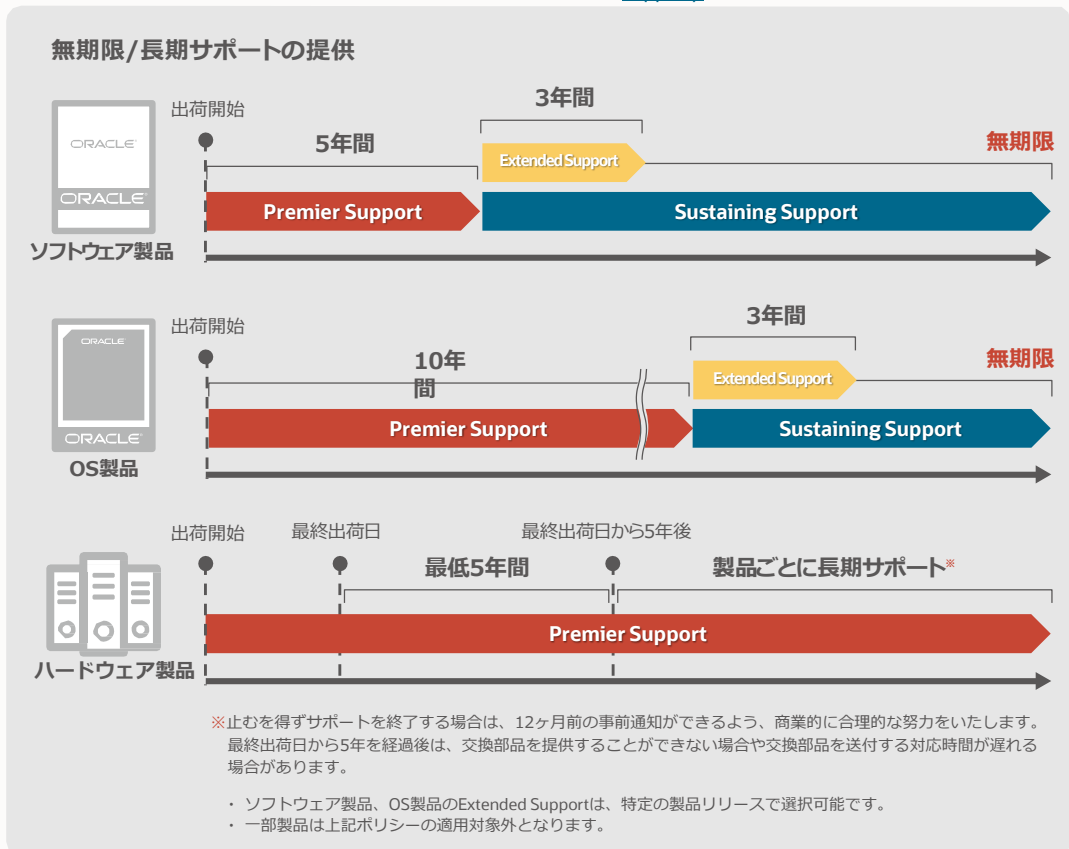 無期限/長期サポートの提供
出荷開始
5年間
3年間
無期限
ORACLE
ORACLE
Extended Support
Premier Support
Sustaining Support
ソフトウェア製品
出荷開始
10年
間
3年間
無期限
ORACLE
ORACLE
Extended Support
Premier Support
Sustaining Support
OS製品
出荷開始
最終出荷日
最終出荷日から5年後
最低5年間
製品ごとに長期サポート※
Premier Support
ハードウェア製品
※止むを得ずサポートを終了する場合は、12ヶ月前の事前通知ができるよう、商業的に合理的な努力をいたします。
最終出荷日から5年を経過後は、交換部品を提供することができない場合や交換部品を送付する対応時間が遅れる
場合があります。
・ ソフトウェア製品、OS製品のExtended Supportは、特定の製品リリースで選択可能です。
・ 一部製品は上記ポリシーの適用対象外となります。